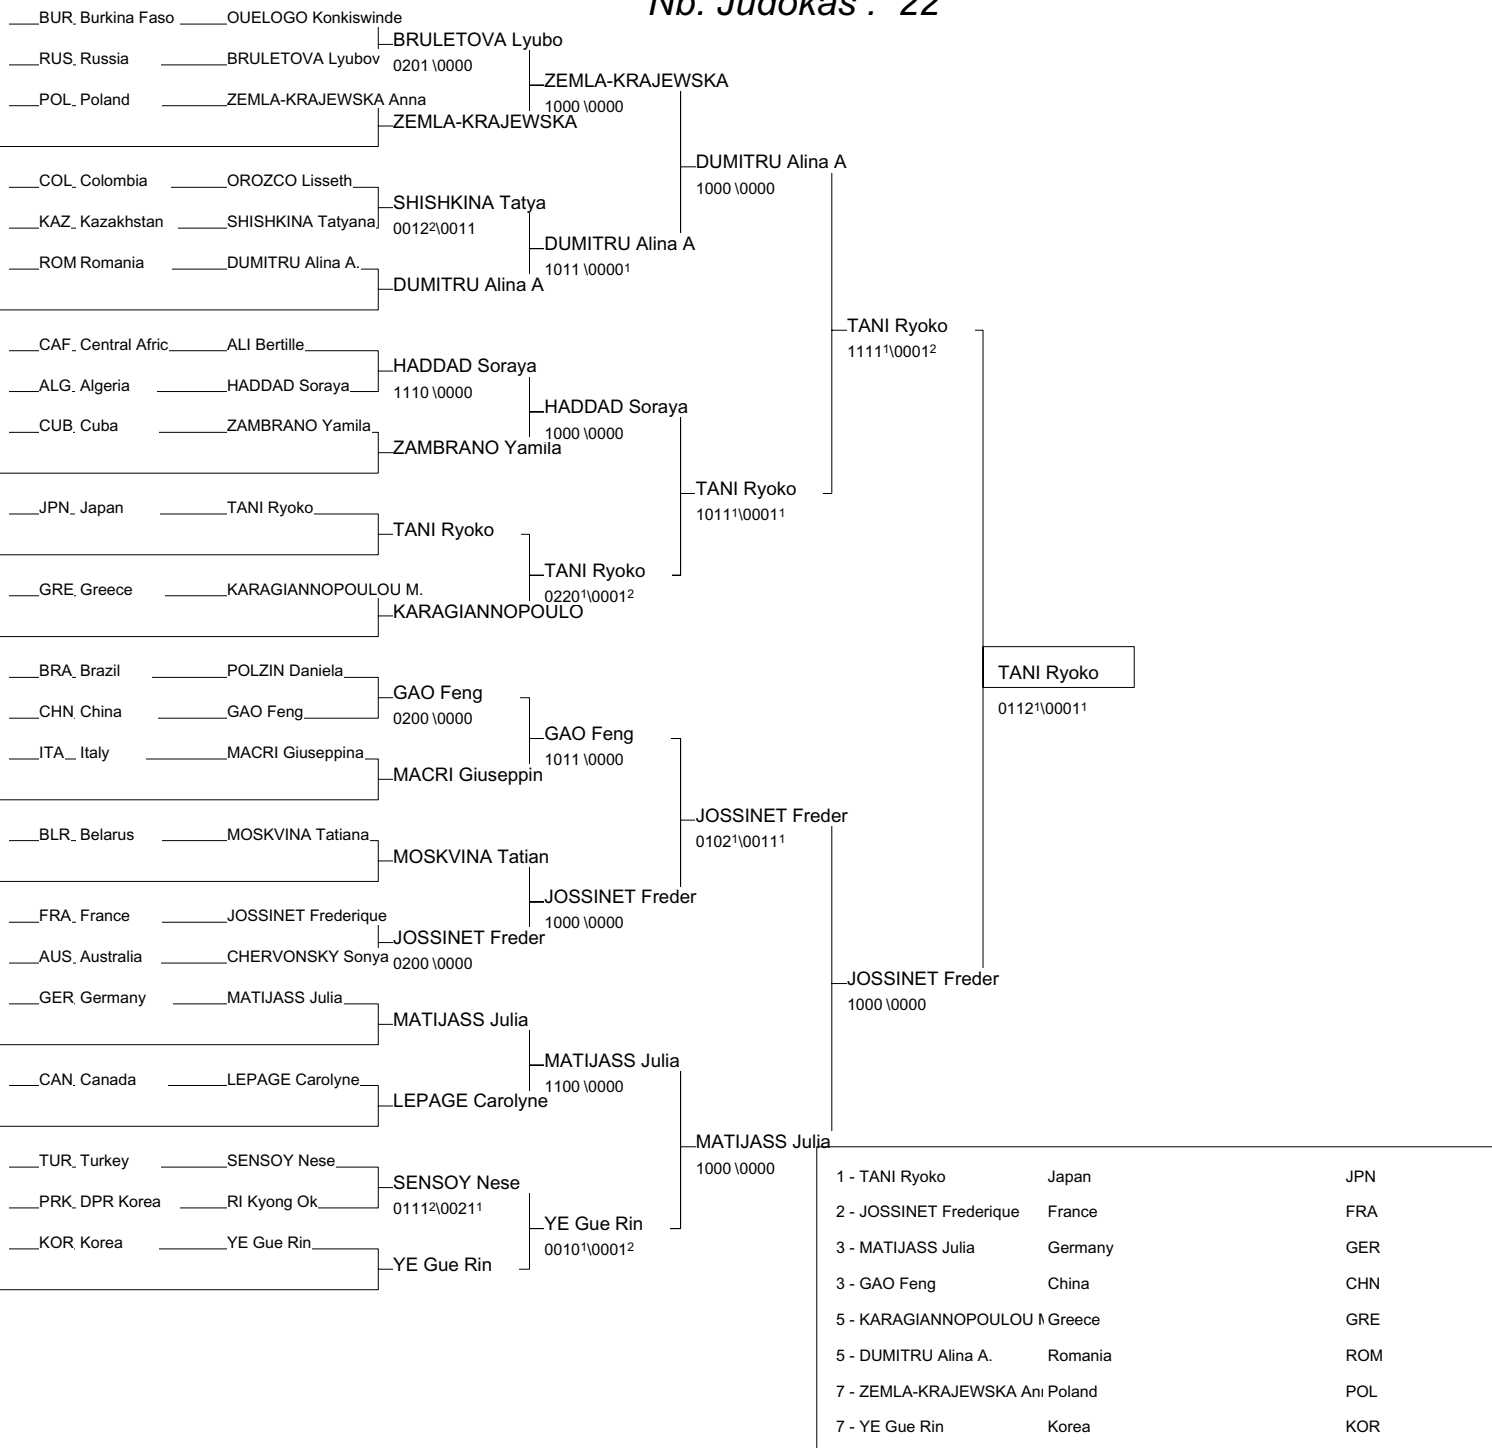 Nb. Judokas : 22
BUR Burkina Faso OUELOGO Konkiswinde
BRULETOVA Lyubo
RUS Russia BRULETOVA Lyubov
0201 \0000
ZEMLA-KRAJEWSKA
POL Poland ZEMLA-KRAJEWSKA Anna
1000 \0000
ZEMLA-KRAJEWSKA
DUMITRU Alina A
1000 \0000
COL Colombia OROZCO Lisseth
SHISHKINA Tatya
KAZ Kazakhstan SHISHKINA Tatyana
0012² \0011
DUMITRU Alina A
ROM Romania DUMITRU Alina A.
1011 \0000¹
DUMITRU Alina A
TANI Ryoko
1111¹ \0001²
CAF Central Afric ALI Bertille
HADDAD Soraya
ALG Algeria HADDAD Soraya
1110 \0000
HADDAD Soraya
CUB Cuba ZAMBRANO Yamila
1000 \0000
ZAMBRANO Yamila
TANI Ryoko
JPN Japan TANI Ryoko
1011¹ \0001¹
TANI Ryoko
TANI Ryoko
GRE Greece KARAGIANNOPOULOU M.
0220¹ \0001²
KARAGIANNOPOULO
BRA Brazil POLZIN Daniela
TANI Ryoko
GAO Feng
CHN China GAO Feng
0112¹ \0001¹
0200 \0000
GAO Feng
ITA Italy MACRI Giuseppina
1011 \0000
MACRI Giuseppin
JOSSINET Freder
BLR Belarus MOSKVINA Tatiana
0102¹ \0011¹
MOSKVINA Tatian
JOSSINET Freder
FRA France JOSSINET Frederique
1000 \0000
JOSSINET Freder
AUS Australia CHERVONSKY Sonya
0200 \0000
JOSSINET Freder
GER Germany MATIJASS Julia
1000 \0000
MATIJASS Julia
MATIJASS Julia
CAN Canada LEPAGE Carolyne
1100 \0000
LEPAGE Carolyne
MATIJASS Julia
TUR Turkey SENSOY Nese
1000 \0000
SENSOY Nese
PRK DPR Korea RI Kyong Ok
0111² \0021¹
YE Gue Rin
KOR Korea YE Gue Rin
0010¹ \0001²
YE Gue Rin
1 - TANI Ryoko Japan JPN
2 - JOSSINET Frederique France FRA
3 - MATIJASS Julia Germany GER
3 - GAO Feng China CHN
5 - KARAGIANNOPOULOU Greece GRE
5 - DUMITRU Alina A. Romania ROM
7 - ZEMLA-KRAJEWSKA Poland POL
7 - YE Gue Rin Korea KOR